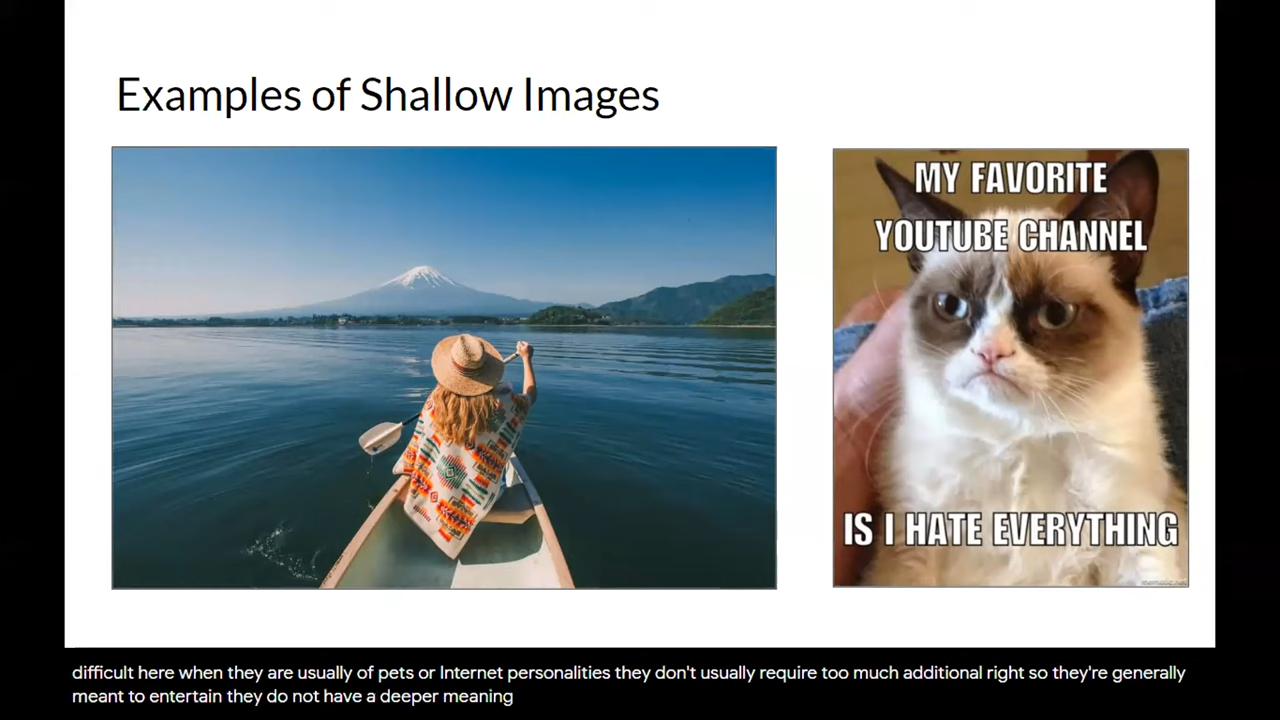 Examples of Shallow Images
MY FAVORITE
YOUTUBE CHANNEL
IS I HATE EVERYTHING
difficult here when they are usually of pets or Internet personalities they don't usually require too much additional right so they're generally
meant to entertain they do not have a deeper meaning